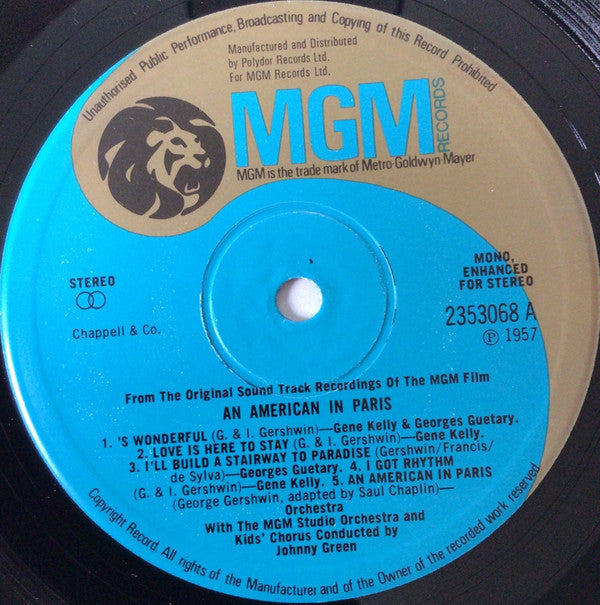 Unauthorised Public Performance, Broadcasting and Copying of this Record Prohibited
Manufactured and Distributed
by Polydor Records Ltd.
For MGM Records Ltd.
MGM
RECORDS
MGM is the trade mark of Metro-Goldwyn-Mayer
STEREO
Chappell & Co.
MONO,
ENHANCED
FOR STEREO
2353068 A
Ⓟ 1957
From The Original Sound Track Recordings Of The MGM Film
AN AMERICAN IN PARIS
1. 'S WONDERFUL (G. & I. Gershwin)—Gene Kelly & Georges Guetary.
2. LOVE IS HERE TO STAY (G. & I. Gershwin)—Gene Kelly.
3. I'LL BUILD A STAIRWAY TO PARADISE (Gershwin/Francis/
de Sylva)—Georges Guetary. 4. I GOT RHYTHM
(G. & I. Gershwin)—Gene Kelly. 5. AN AMERICAN IN PARIS
(George Gershwin, adapted by Saul Chaplin)—
Orchestra
With The MGM Studio Orchestra and
Kids' Chorus Conducted by
Johnny Green
Copyright Record. All rights of the Manufacturer and of the Owner of the recorded work reserved